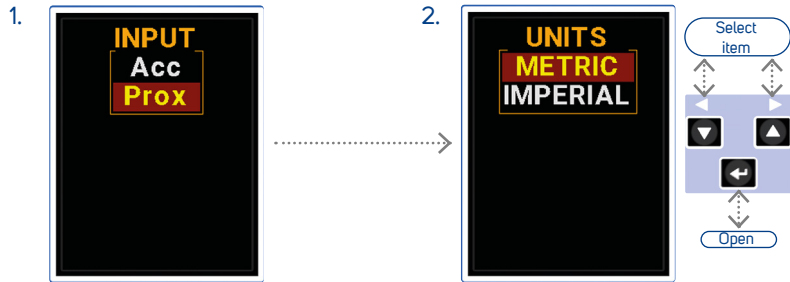 1.
INPUT
Acc
Prox
2.
UNITS
METRIC
IMPERIAL
Select
item
Open